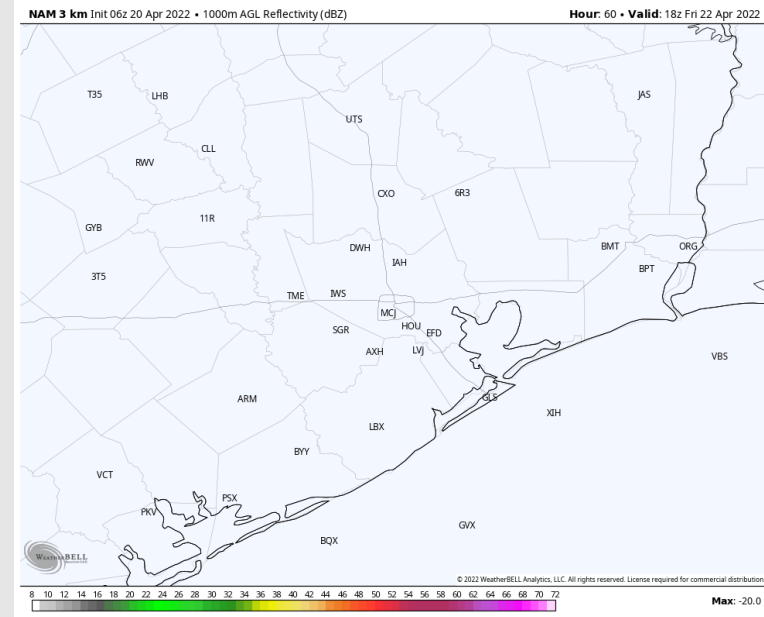 NAM 3 km Init 06z 20 Apr 2022 • 1000m AGL Reflectivity (dBZ) Hour: 60 • Valid: 18z Fri 22 Apr 2022
T35 LHB JAS
UTS
CLL
RWV
CXO 6R3
11R
GYB
DWH BMT ORG
IAH
BPT
3T5
TME IWS
MCJ
SGR HOU EFD
AXH LVJ
VBS
ARM GLS
XIH
LBX
BYY
VCT
PSX
PKV
GVX
BQX
WeatherBELL
© 2022 WeatherBELL Analytics, LLC. All rights reserved. License required for commercial distribution
8 10 12 14 16 18 20 22 24 26 28 30 32 34 36 38 40 42 44 46 48 50 52 54 56 58 60 62 64 66 68 70 72
Max: -20.0